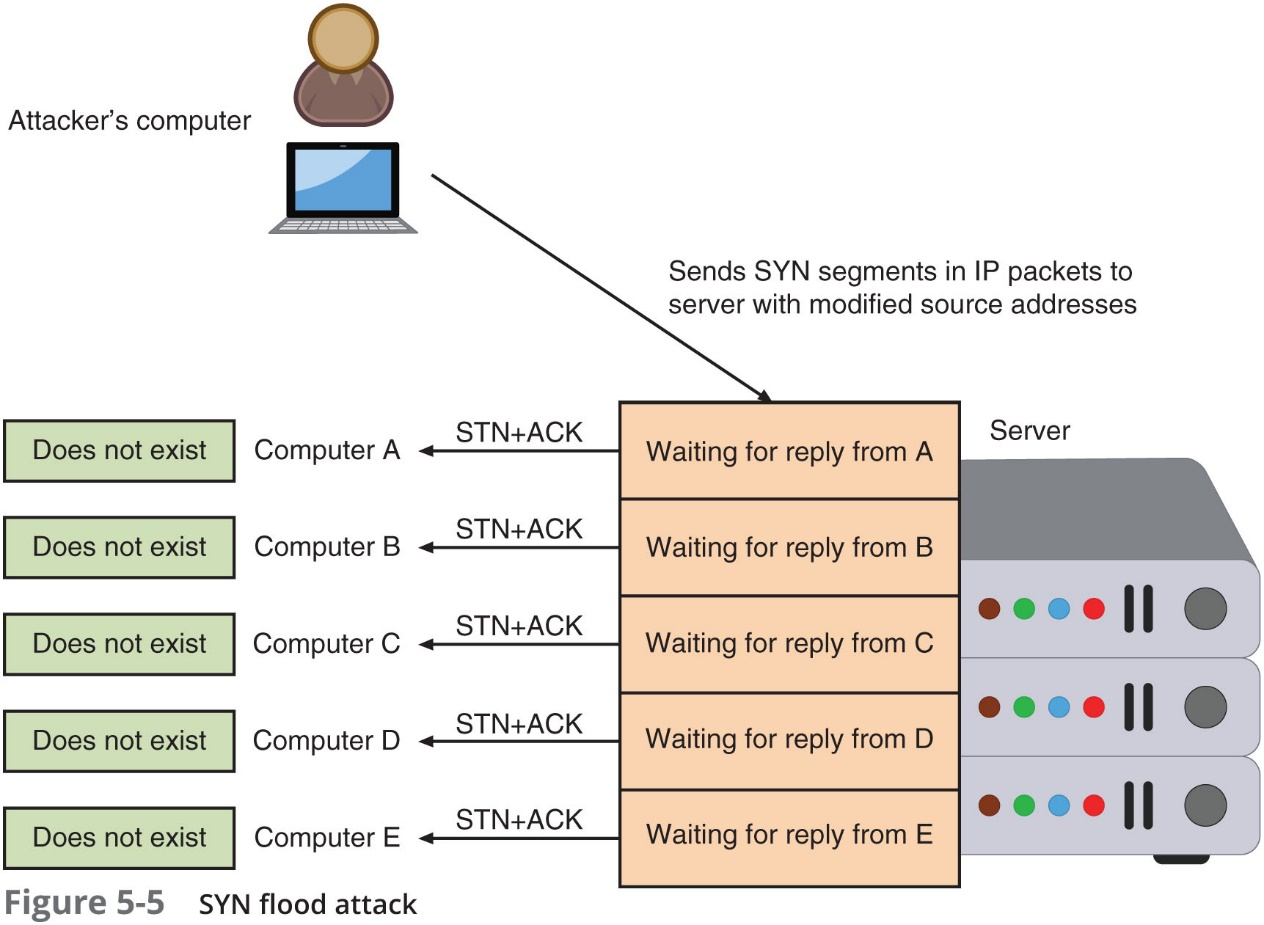 Attacker's computer
Sends SYN segments in IP packets to
server with modified source addresses
Server
Does not exist Computer A STN+ACK Waiting for reply from A
Does not exist Computer B STN+ACK Waiting for reply from B
Does not exist Computer C STN+ACK Waiting for reply from C
Does not exist Computer D STN+ACK Waiting for reply from D
Does not exist Computer E STN+ACK Waiting for reply from E
Figure 5-5 SYN flood attack